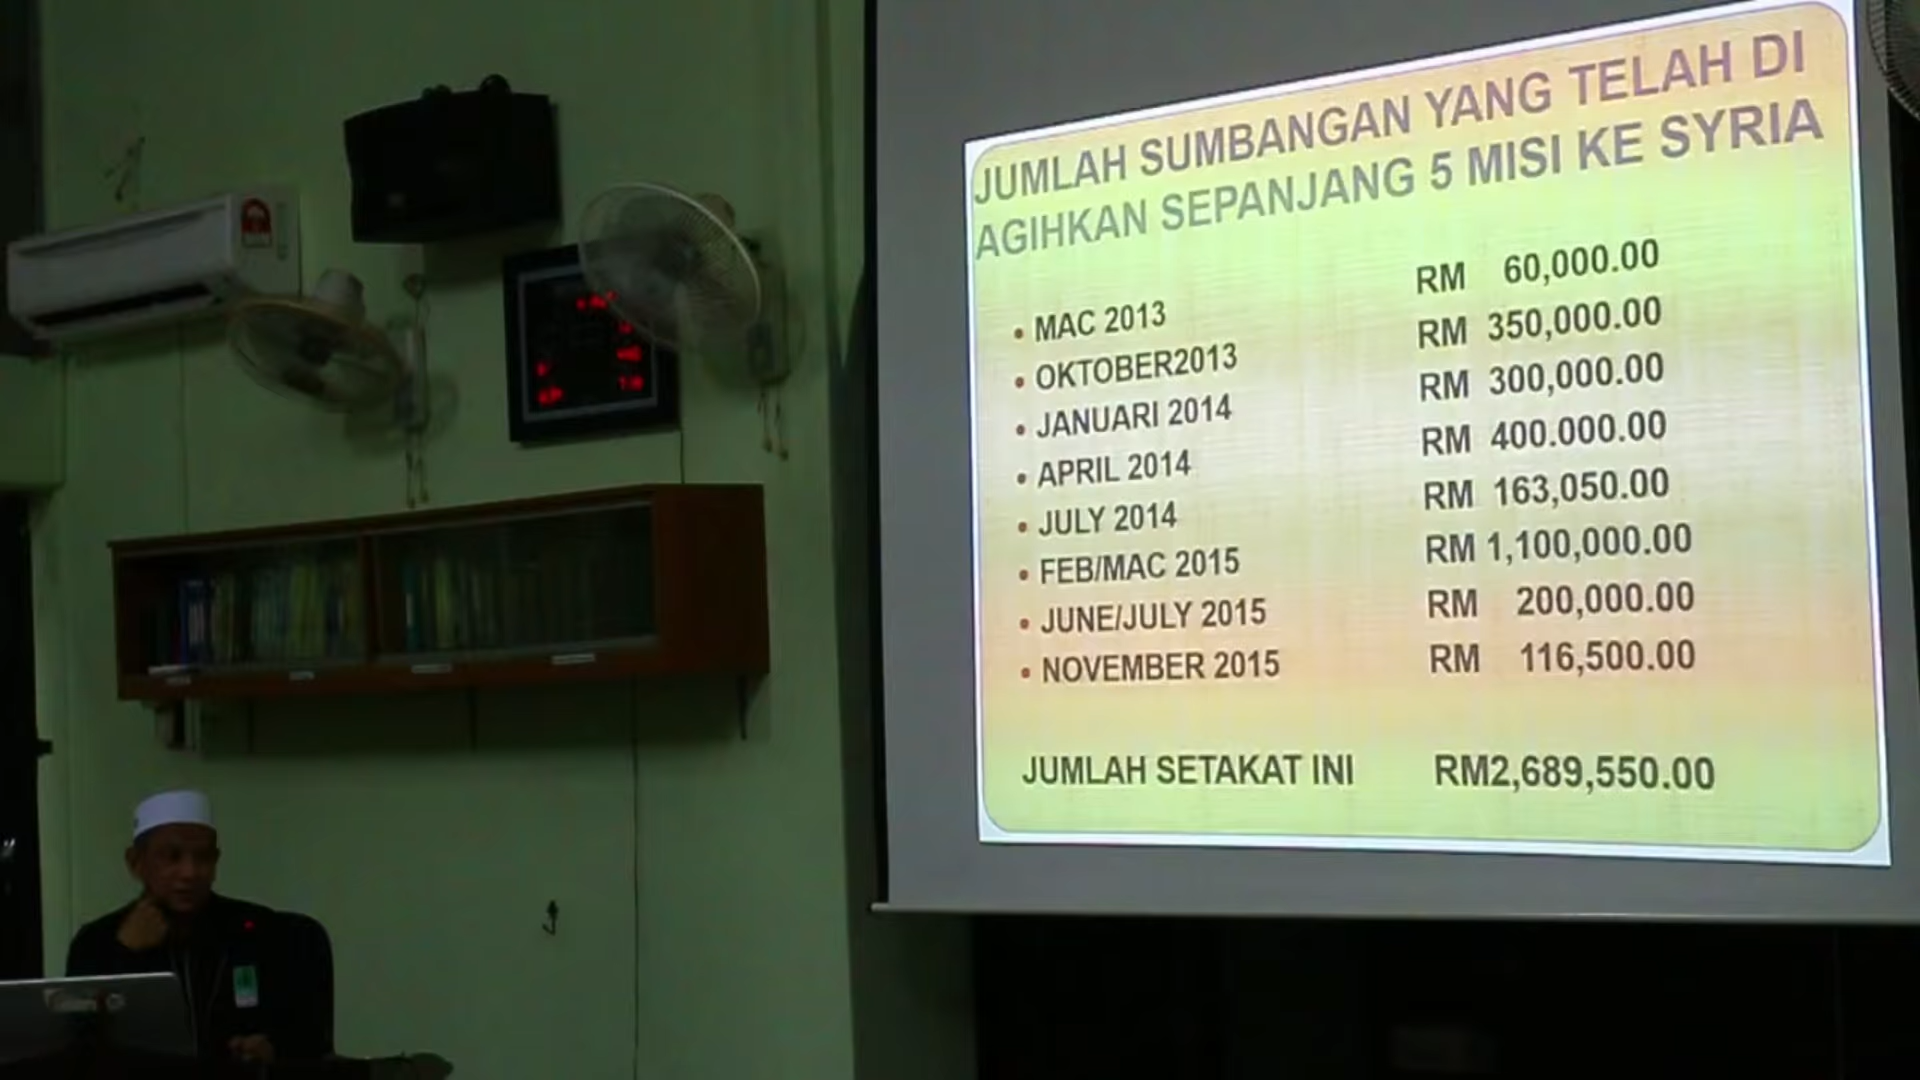 JUMLAH SUMBANGAN YANG TELAH DI
AGIHKAN SEPANJANG 5 MISI KE SYRIA
• MAC 2013 RM 60,000.00
• OKTOBER2013 RM 350,000.00
• JANUARI 2014 RM 300,000.00
• APRIL 2014 RM 400.000.00
• JULY 2014 RM 163,050.00
• FEB/MAC 2015 RM 1,100,000.00
• JUNE/JULY 2015 RM 200,000.00
• NOVEMBER 2015 RM 116,500.00
JUMLAH SETAKAT INI RM2,689,550.00